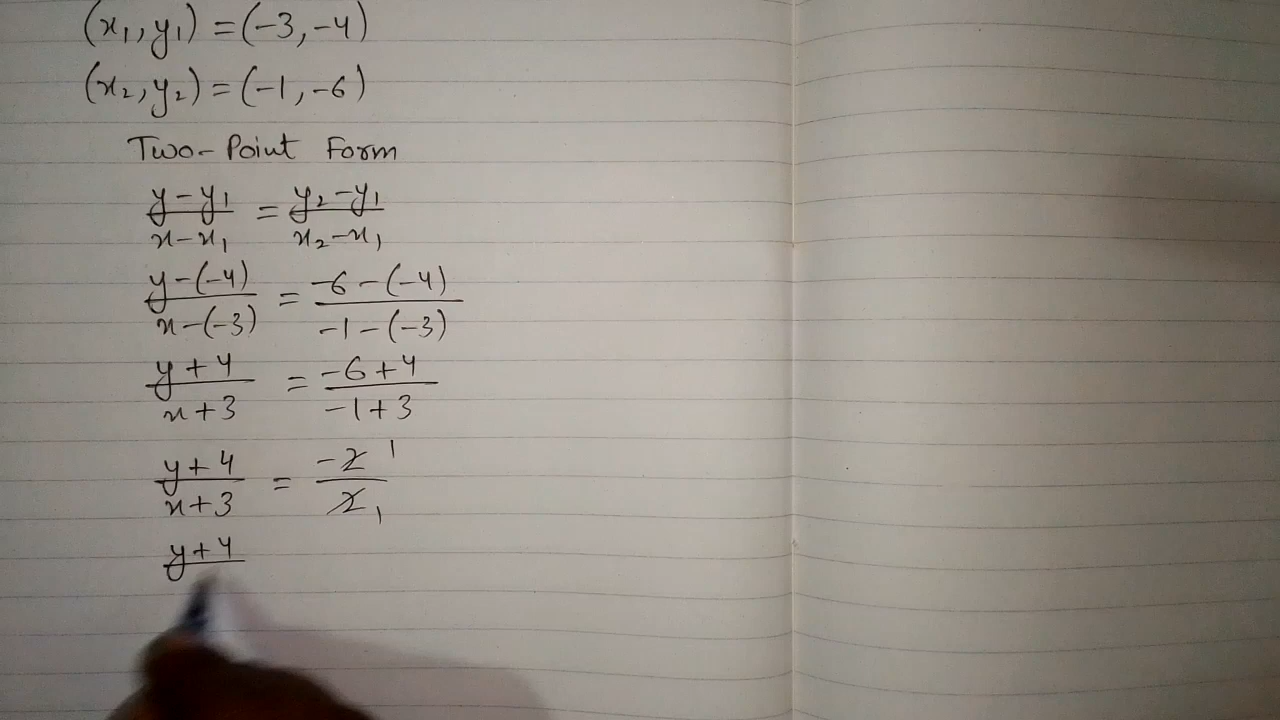 (x₁, y₁) = (-3, -4)
(x₂, y₂) = (-1, -6)
Two-Point Form
y-y₁ / x-x₁ = y₂-y₁ / x₂-x₁
y-(-4) / x-(-3) = -6-(-4) / -1-(-3)
y+4 / x+3 = -6+4 / -1+3
y+4 / x+3 = -2 1 / 2 1
y+4